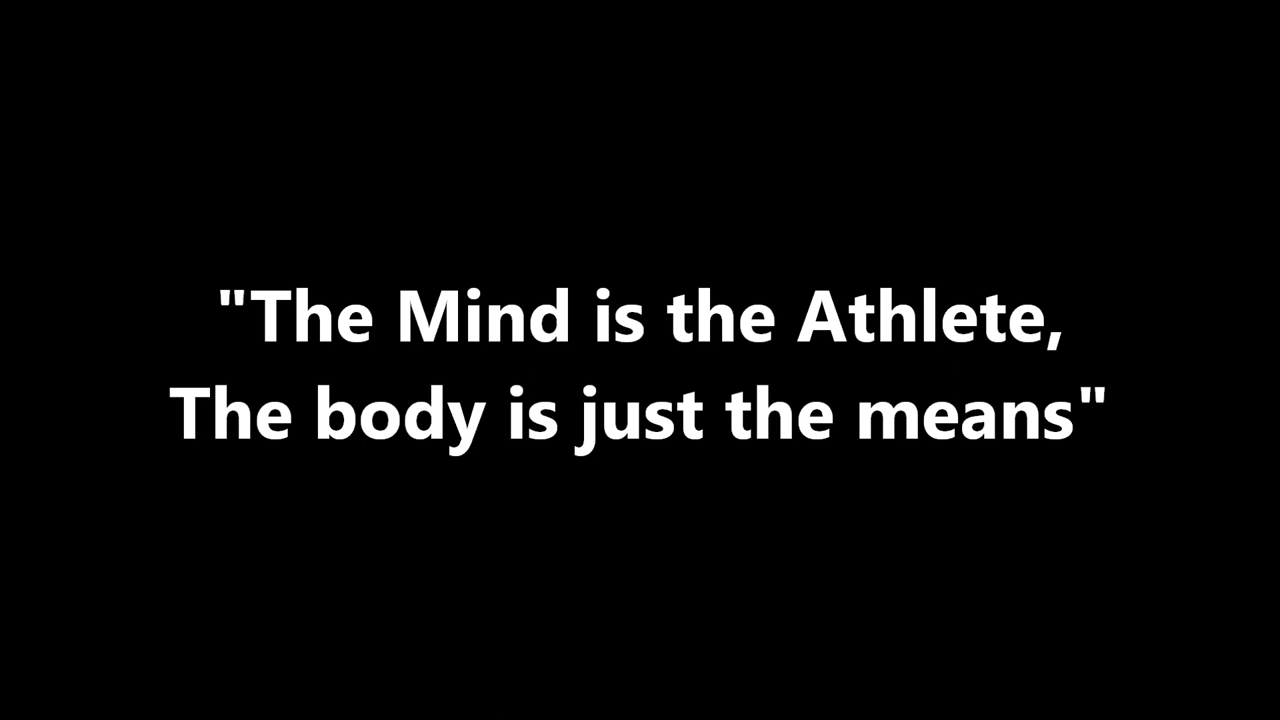 "The Mind is the Athlete,
The body is just the means"